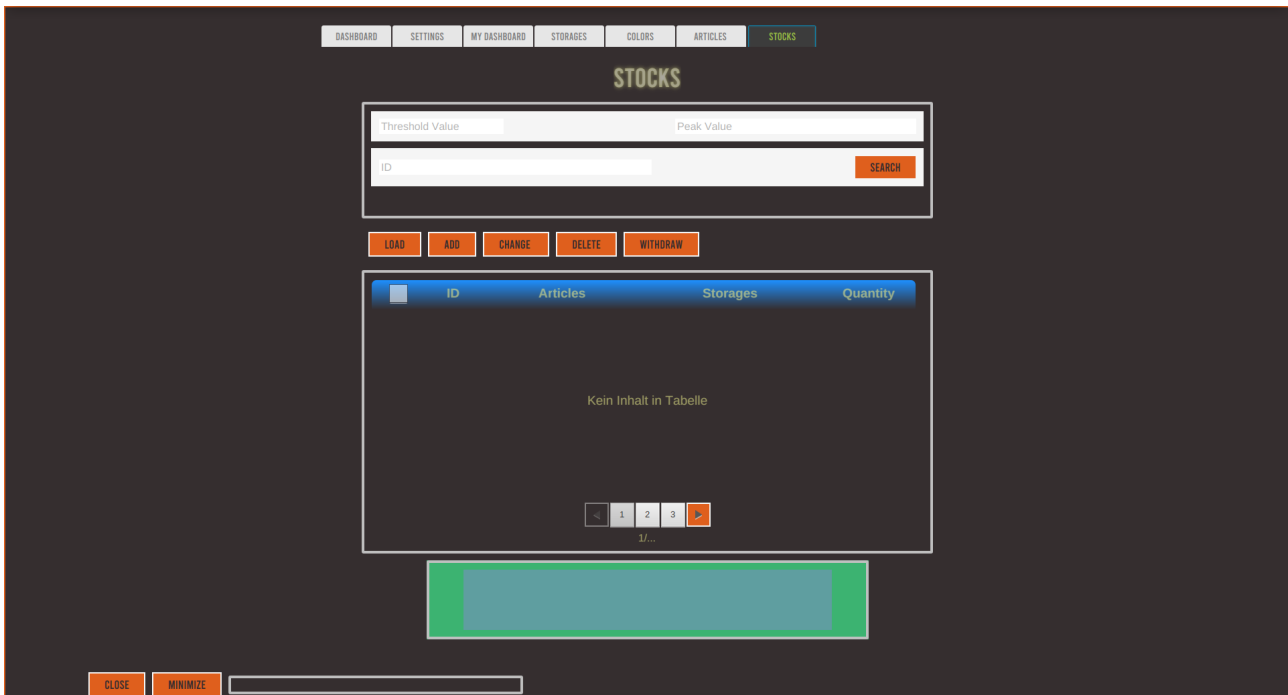 DASHBOARD SETTINGS MY DASHBOARD STORAGES COLORS ARTICLES STOCKS
STOCKS
Threshold Value Peak Value
ID SEARCH
LOAD ADD CHANGE DELETE WITHDRAW
ID Articles Storages Quantity
Kein Inhalt in Tabelle
1 2 3
1/...
CLOSE MINIMIZE